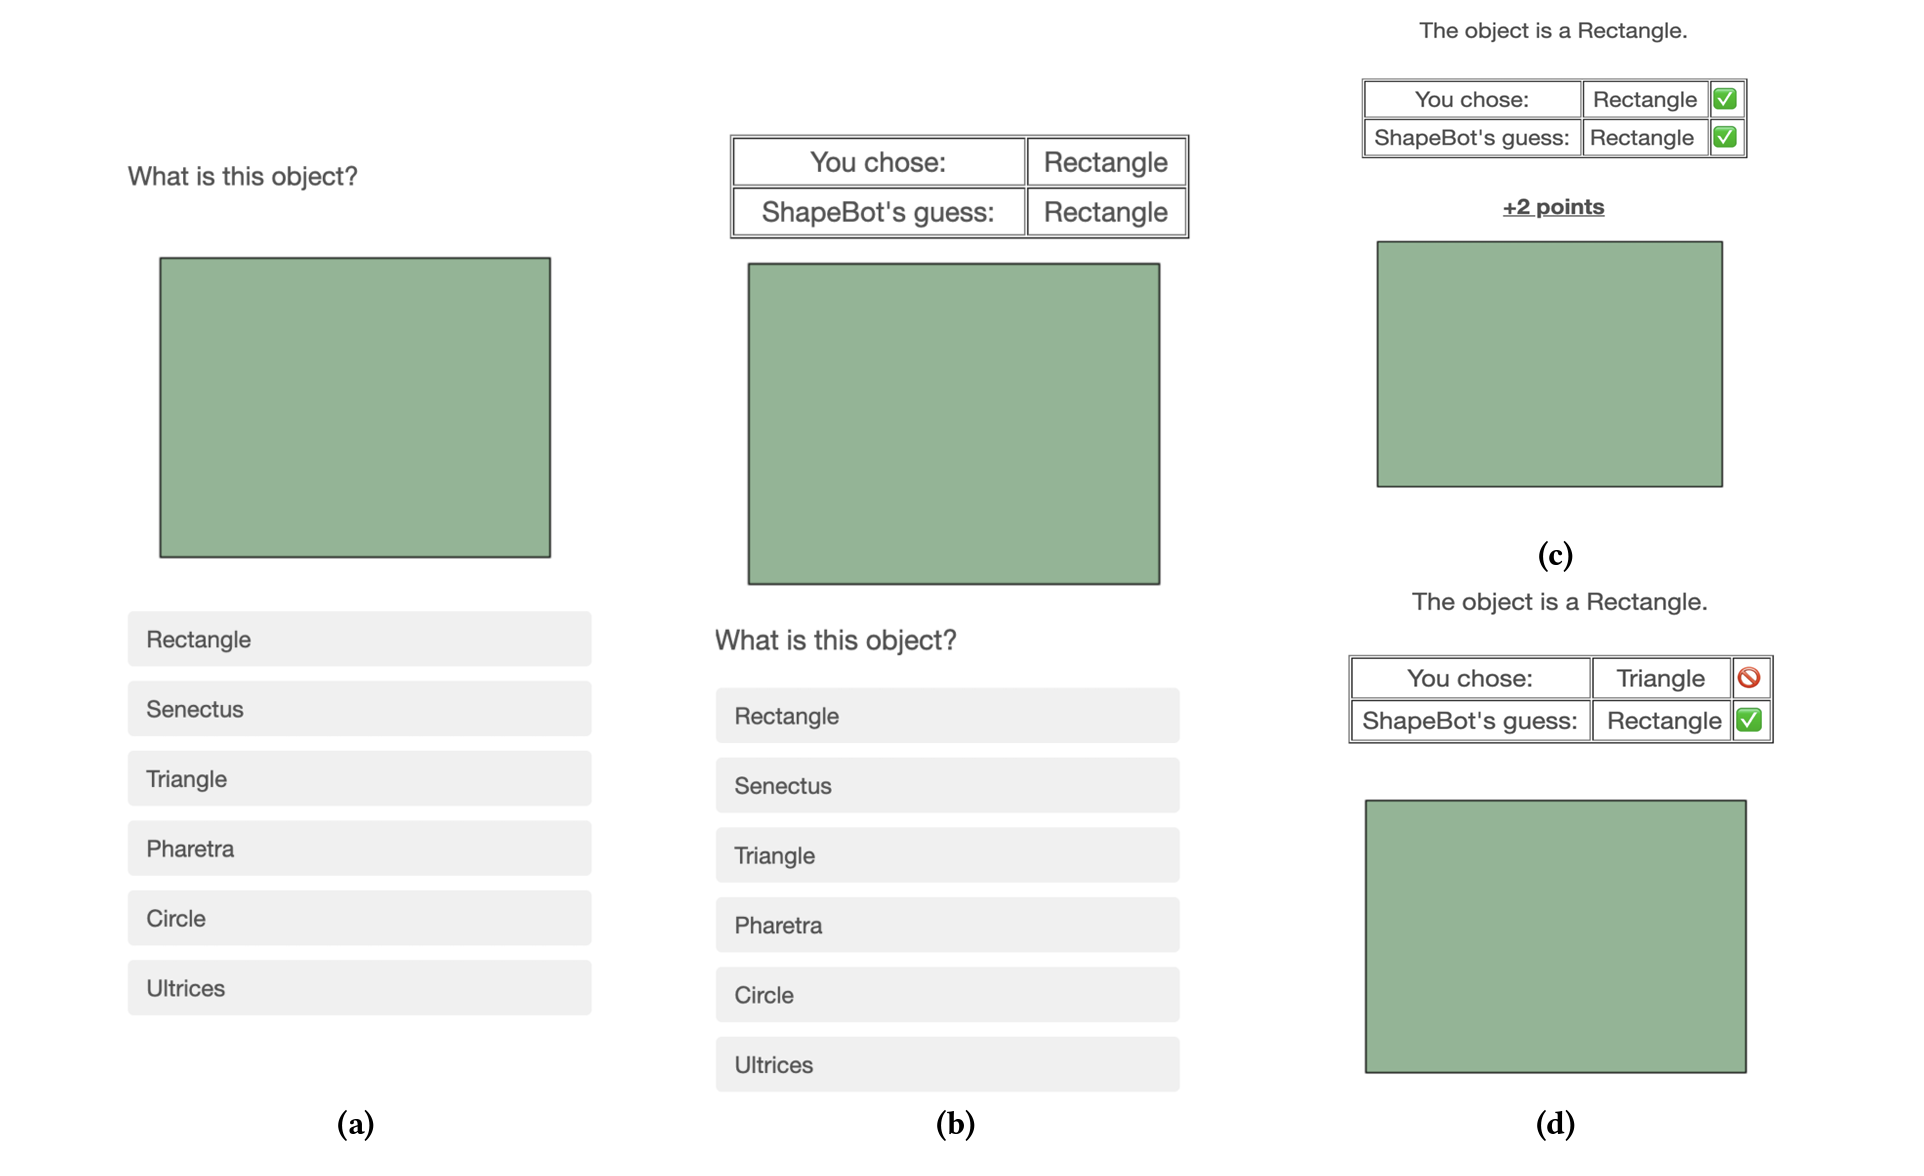 What is this object?
Rectangle
Senectus
Triangle
Pharetra
Circle
Ultrices
(a)
You chose: Rectangle
ShapeBot's guess: Rectangle
What is this object?
Rectangle
Senectus
Triangle
Pharetra
Circle
Ultrices
(b)
The object is a Rectangle.
You chose: Rectangle ✅
ShapeBot's guess: Rectangle ✅
+2 points
(c)
The object is a Rectangle.
You chose: Triangle 🚫
ShapeBot's guess: Rectangle ✅
(d)